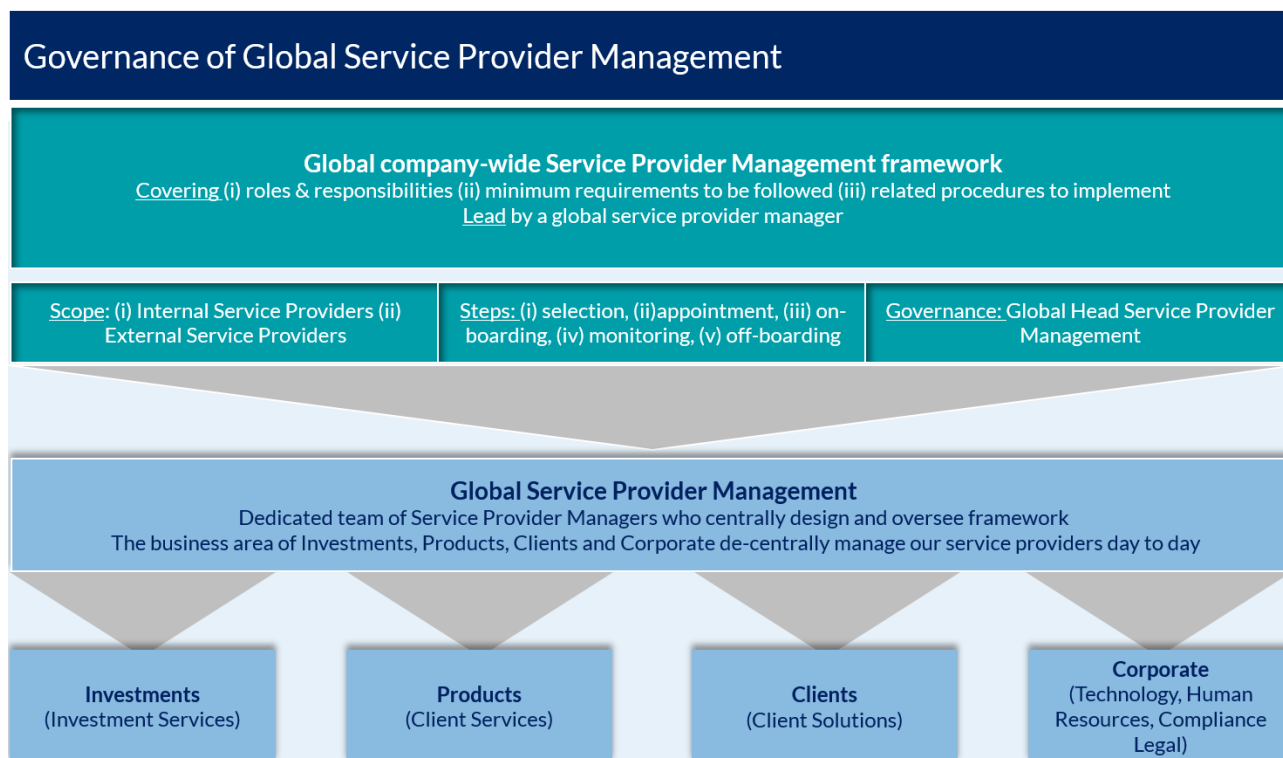 Governance of Global Service Provider Management
Global company-wide Service Provider Management framework
Covering (i) roles & responsibilities (ii) minimum requirements to be followed (iii) related procedures to implement
Lead by a global service provider manager
Scope: (i) Internal Service Providers (ii)
External Service Providers
Steps: (i) selection, (ii)appointment, (iii) on-
boarding, (iv) monitoring, (v) off-boarding
Governance: Global Head Service Provider
Management
Global Service Provider Management
Dedicated team of Service Provider Managers who centrally design and oversee framework
The business area of Investments, Products, Clients and Corporate de-centrally manage our service providers day to day
Investments
(Investment Services)
Products
(Client Services)
Clients
(Client Solutions)
Corporate
(Technology, Human
Resources, Compliance
Legal)